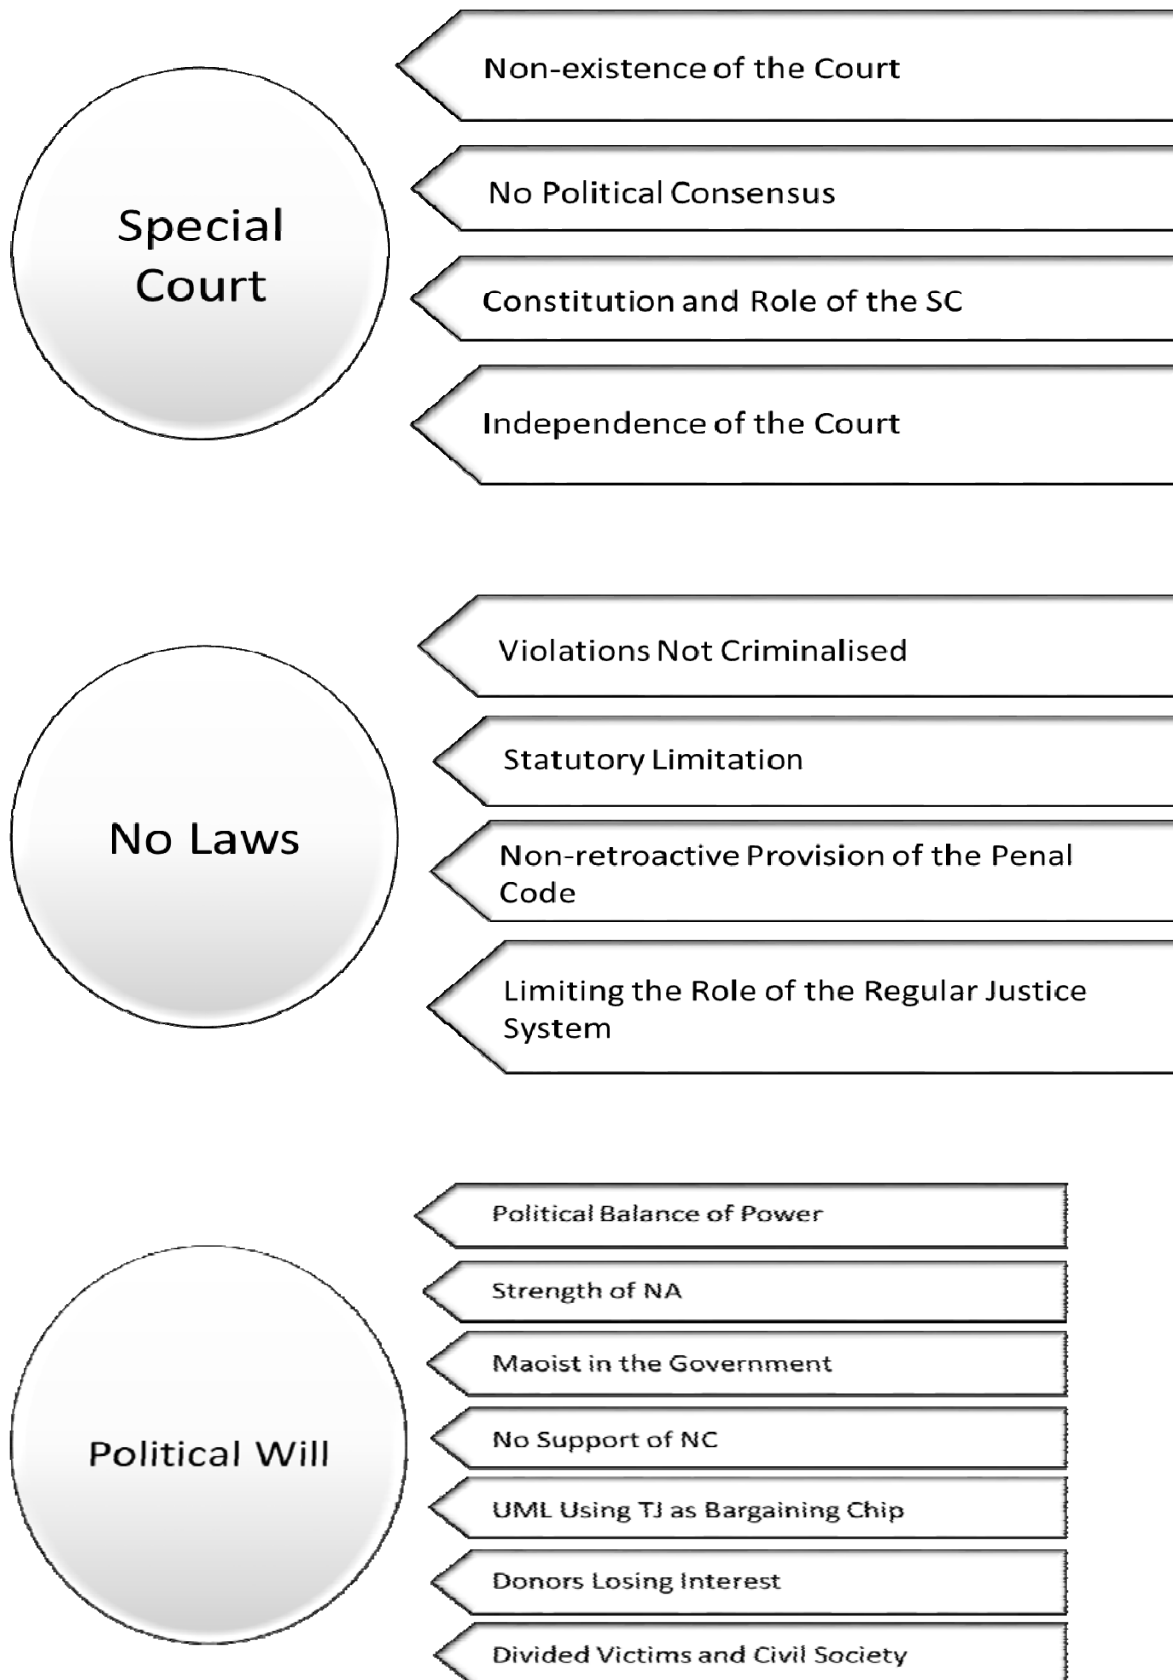 Special
Court
Non-existence of the Court
No Political Consensus
Constitution and Role of the SC
Independence of the Court
No Laws
Violations Not Criminalised
Statutory Limitation
Non-retroactive Provision of the Penal
Code
Limiting the Role of the Regular Justice
System
Political Will
Political Balance of Power
Strength of NA
Maoist in the Government
No Support of NC
UML Using TJ as Bargaining Chip
Donors Losing Interest
Divided Victims and Civil Society